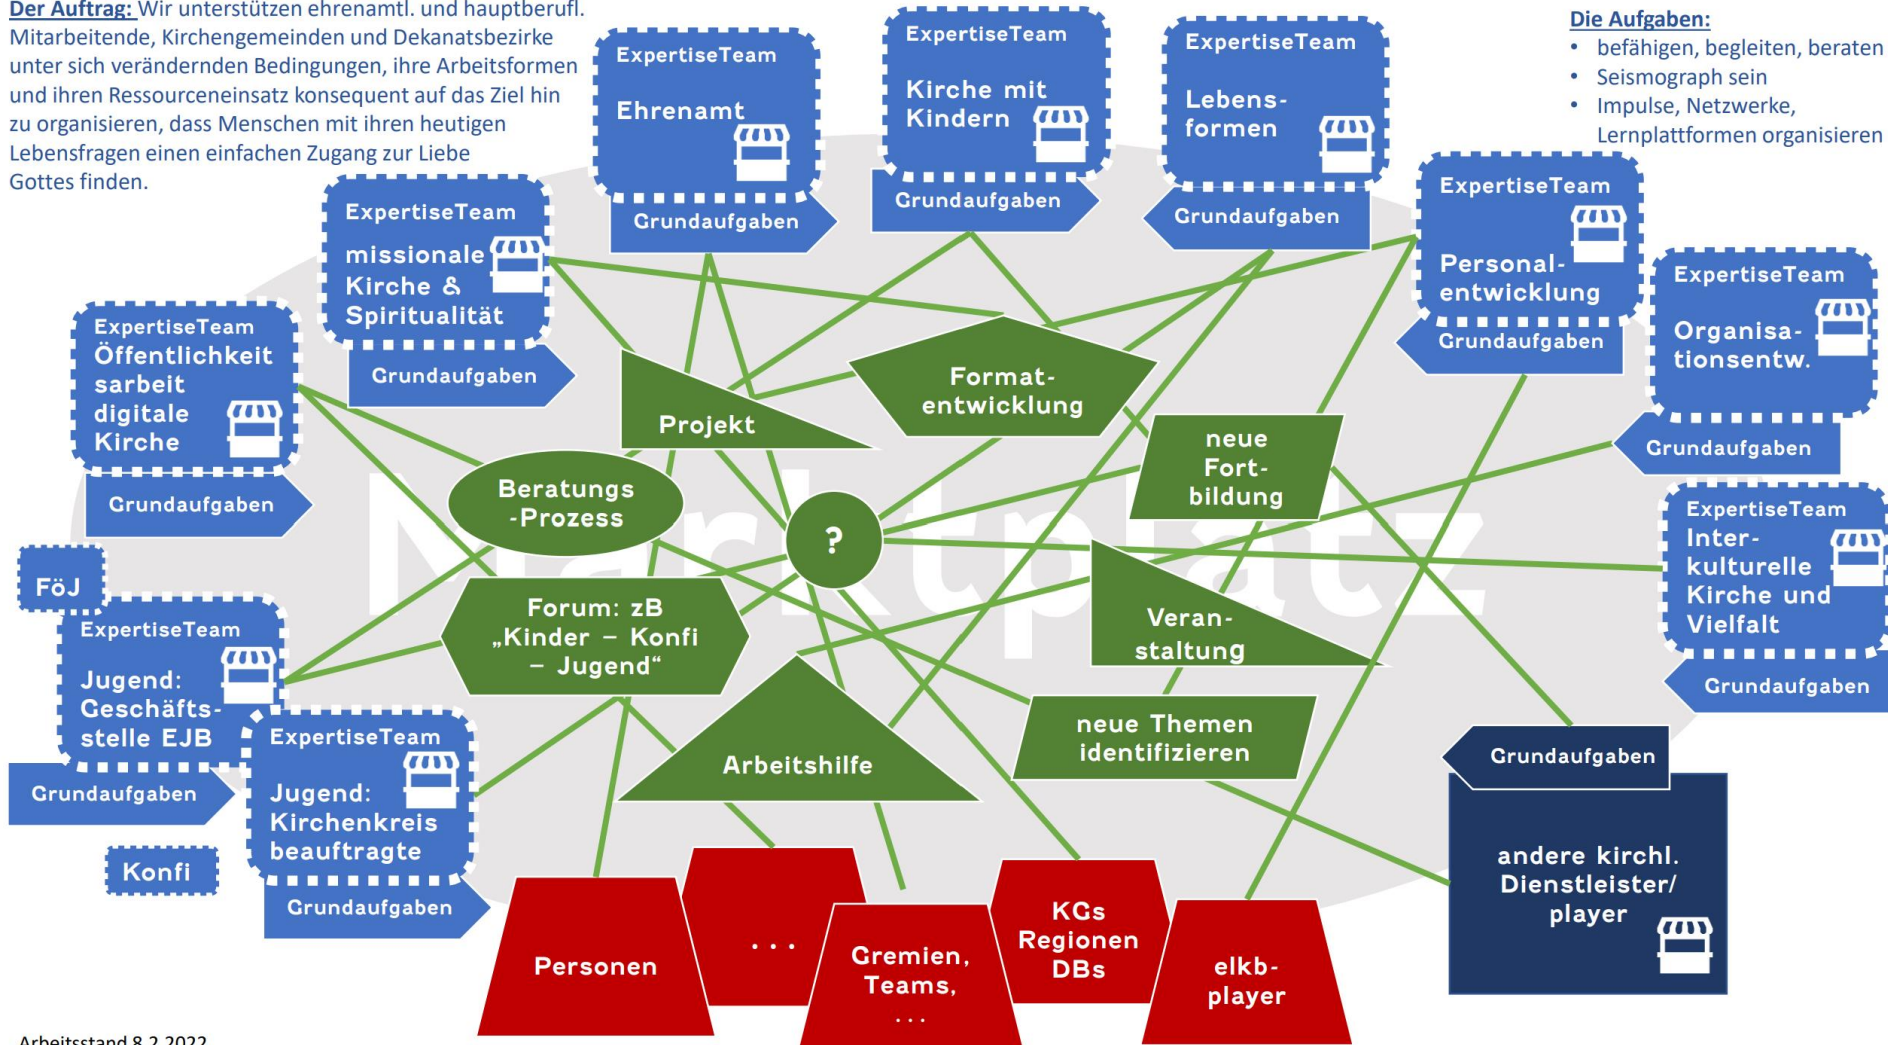 Der Auftrag: Wir unterstützen ehrenamtl. und hauptberufl.
Mitarbeitende, Kirchengemeinden und Dekanatsbezirke
unter sich verändernden Bedingungen, ihre Arbeitsformen
und ihren Ressourceneinsatz konsequent auf das Ziel hin
zu organisieren, dass Menschen mit ihren heutigen
Lebensfragen einen einfachen Zugang zur Liebe
Gottes finden.
Die Aufgaben:
• befähigen, begleiten, beraten
• Seismograph sein
• Impulse, Netzwerke,
Lernplattformen organisieren
ExpertiseTeam
Ehrenamt
Grundaufgaben
ExpertiseTeam
Kirche mit
Kindern
Grundaufgaben
ExpertiseTeam
Lebens-
formen
Grundaufgaben
ExpertiseTeam
Personal-
entwicklung
Grundaufgaben
ExpertiseTeam
missionale
Kirche &
Spiritualität
Grundaufgaben
ExpertiseTeam
Organisa-
tionsentw.
Grundaufgaben
ExpertiseTeam
Öffentlichkeit
sarbeit
digitale
Kirche
Grundaufgaben
ExpertiseTeam
Inter-
kulturelle
Kirche und
Vielfalt
Grundaufgaben
FöJ
ExpertiseTeam
Jugend:
Geschäfts-
stelle EJB
Grundaufgaben
ExpertiseTeam
Jugend:
Kirchenkreis
beauftragte
Grundaufgaben
Konfi
Marktplatz
Projekt
Format-
entwicklung
neue
Fort-
bildung
Beratungs
-Prozess
?
Forum: zB
„Kinder – Konfi
– Jugend“
Veran-
staltung
Arbeitshilfe
neue Themen
identifizieren
Grundaufgaben
andere kirchl.
Dienstleister/
player
Personen
. . .
Gremien,
Teams,
. . .
KGs
Regionen
DBs
elkb-
player
Arbeitsstand 8.2.2022